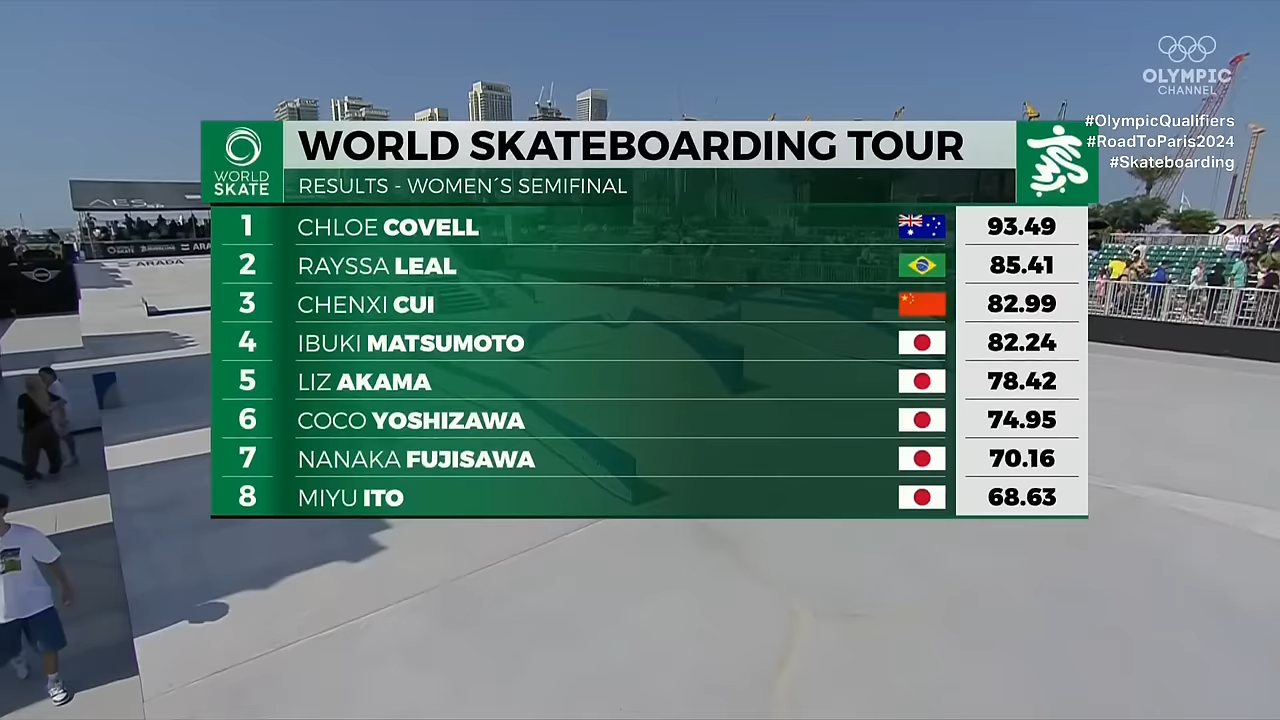 OLYMPIC
CHANNEL
#OlympicQualifiers
#RoadToParis2024
#Skateboarding
WORLD
SKATE
WORLD SKATEBOARDING TOUR
RESULTS - WOMEN´S SEMIFINAL
1 CHLOE COVELL 93.49
2 RAYSSA LEAL 85.41
3 CHENXI CUI 82.99
4 IBUKI MATSUMOTO 82.24
5 LIZ AKAMA 78.42
6 COCO YOSHIZAWA 74.95
7 NANAKA FUJISAWA 70.16
8 MIYU ITO 68.63
ARADA
MINI